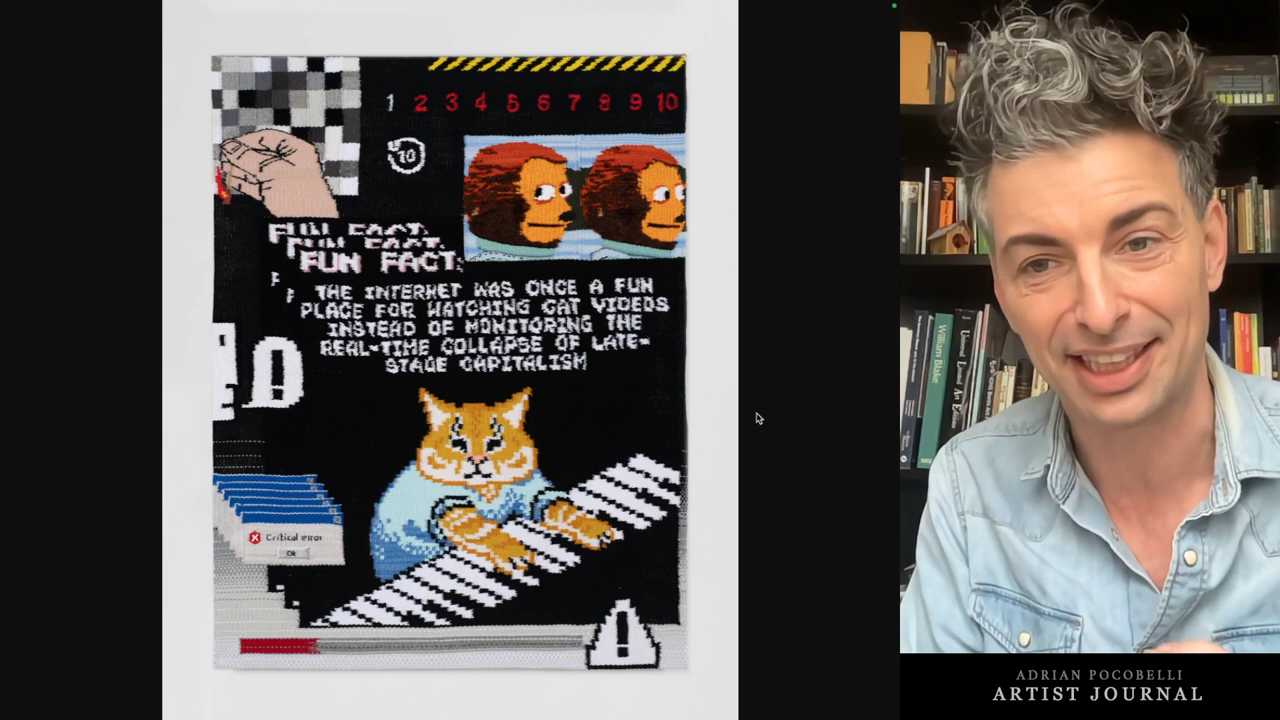 1 2 3 4 5 6 7 8 9 10
10
FUN FACT:
FUN FACT:
FUN FACT:
THE INTERNET WAS ONCE A FUN
PLACE FOR WATCHING CAT VIDEOS
INSTEAD OF MONITORING THE
REAL-TIME COLLAPSE OF LATE-
STAGE CAPITALISM
Critical error
OK
!
William Blake
ADRIAN POCOBELLI
ARTIST JOURNAL